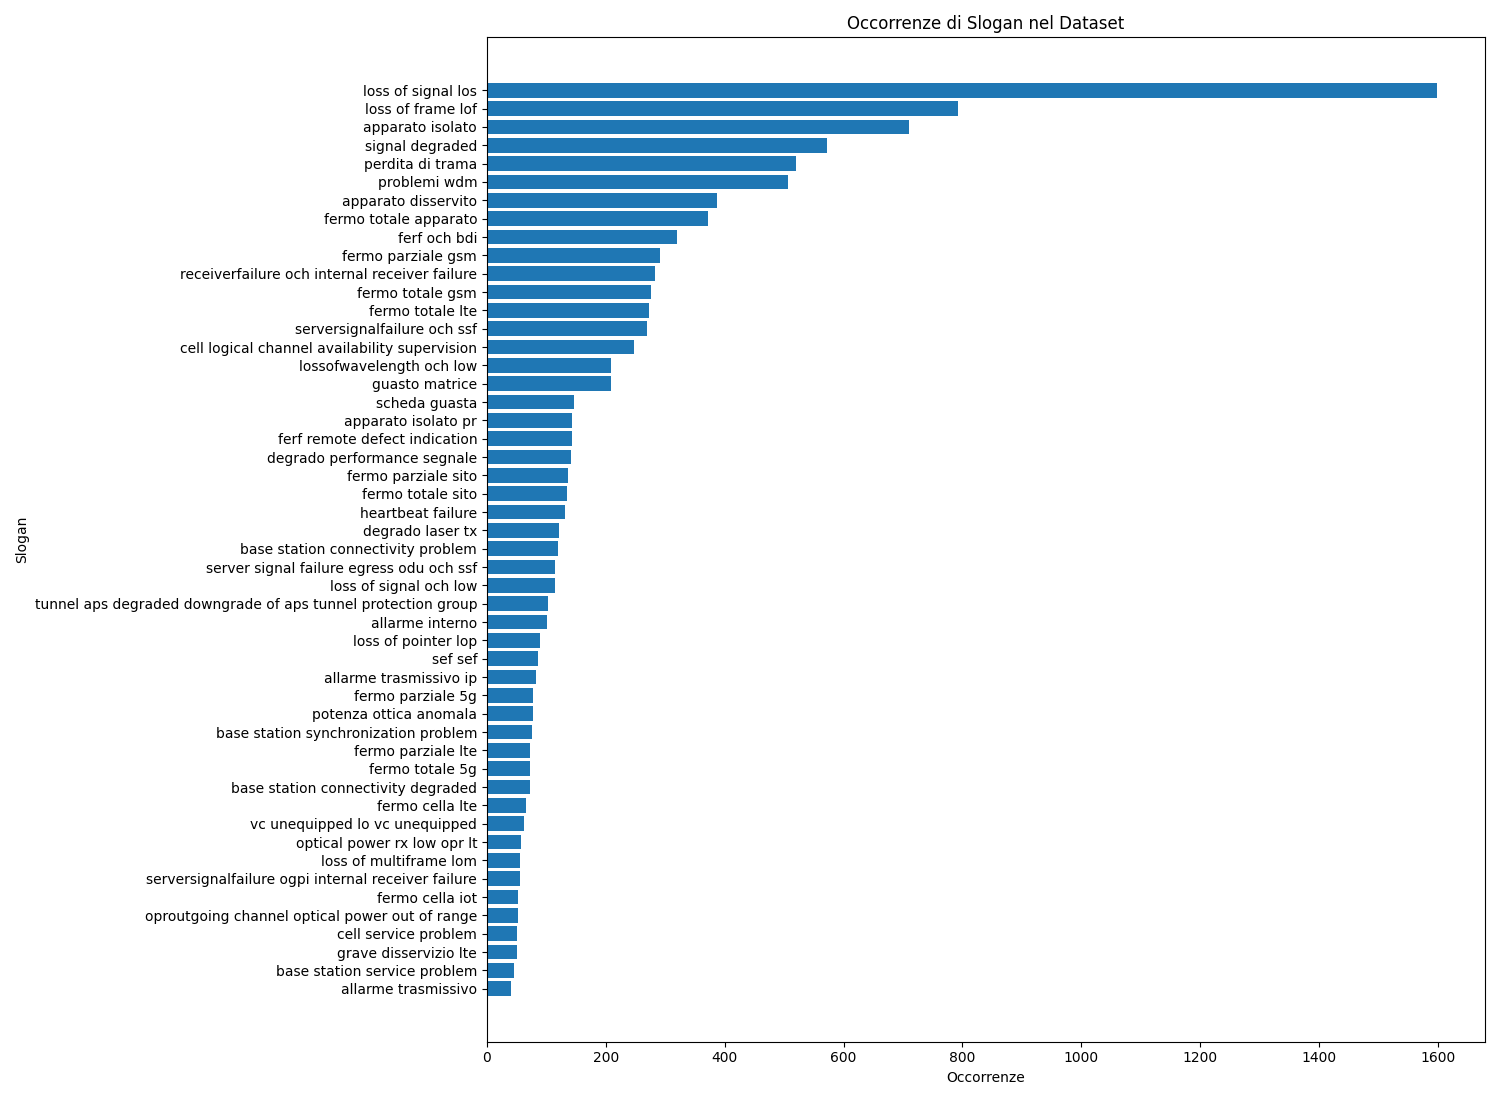 Occorrenze di Slogan nel Dataset
loss of signal los
loss of frame lof
apparato isolato
signal degraded
perdita di trama
problemi wdm
apparato disservito
fermo totale apparato
ferf och bdi
fermo parziale gsm
receiverfailure och internal receiver failure
fermo totale gsm
fermo totale lte
serversignalfailure och ssf
cell logical channel availability supervision
lossofwavelength och low
guasto matrice
scheda guasta
apparato isolato pr
ferf remote defect indication
degrado performance segnale
fermo parziale sito
fermo totale sito
heartbeat failure
degrado laser tx
base station connectivity problem
server signal failure egress odu och ssf
loss of signal och low
tunnel aps degraded downgrade of aps tunnel protection group
allarme interno
loss of pointer lop
sef sef
allarme trasmissivo ip
fermo parziale 5g
potenza ottica anomala
base station synchronization problem
fermo parziale lte
fermo totale 5g
base station connectivity degraded
fermo cella lte
vc unequipped lo vc unequipped
optical power rx low opr lt
loss of multiframe lom
serversignalfailure ogpi internal receiver failure
fermo cella iot
oproutgoing channel optical power out of range
cell service problem
grave disservizio lte
base station service problem
allarme trasmissivo
Slogan
0 200 400 600 800 1000 1200 1400 1600
Occorrenze